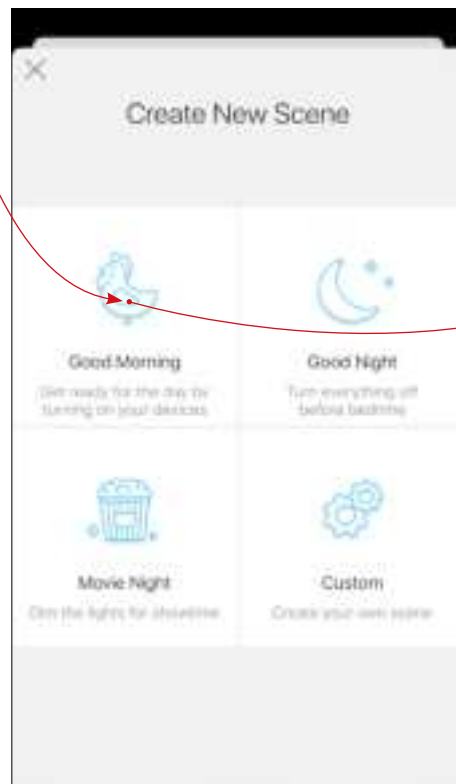 Create New Scene
Good Morning
Get ready for the day by
turning on your devices
Good Night
Turn everything off
before bedtime
Movie Night
Dim the lights for showtime
Custom
Create your own scene